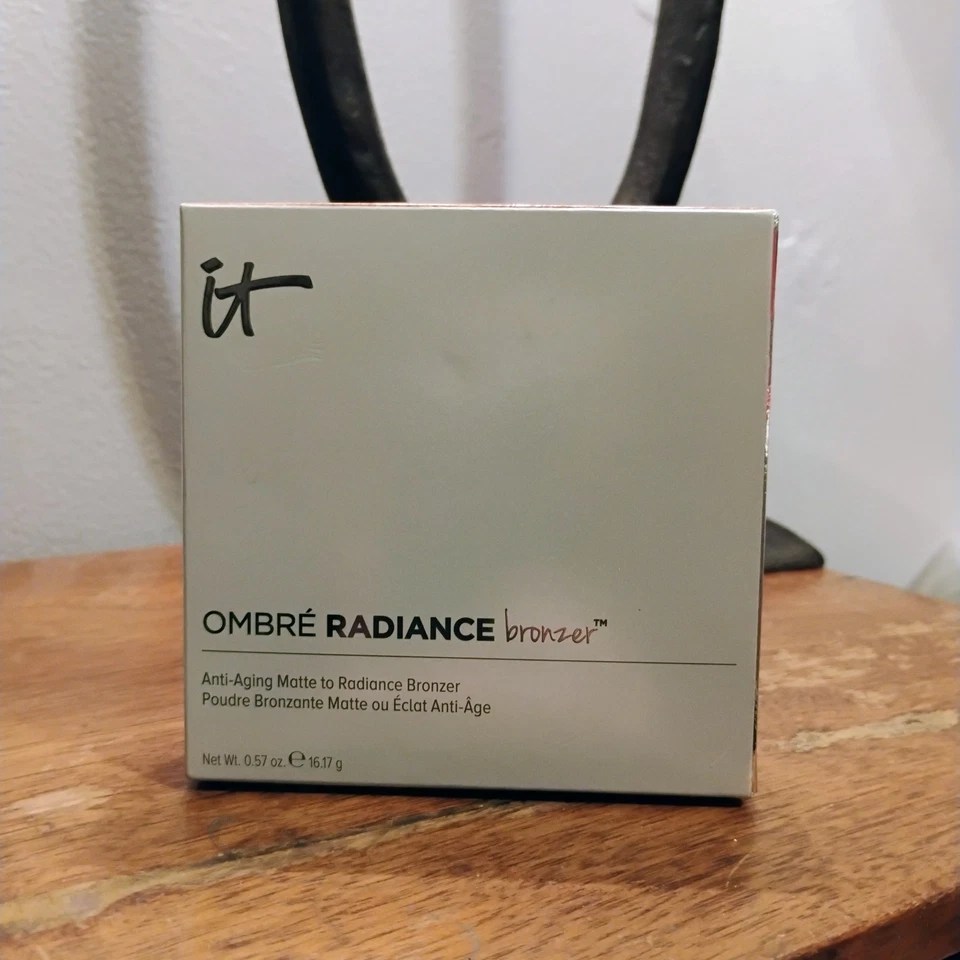 it
OMBRÉ RADIANCE bronzer™
Anti-Aging Matte to Radiance Bronzer
Poudre Bronzante Matte ou Éclat Anti-Âge
Net Wt. 0.57 oz. ℮ 16.17 g